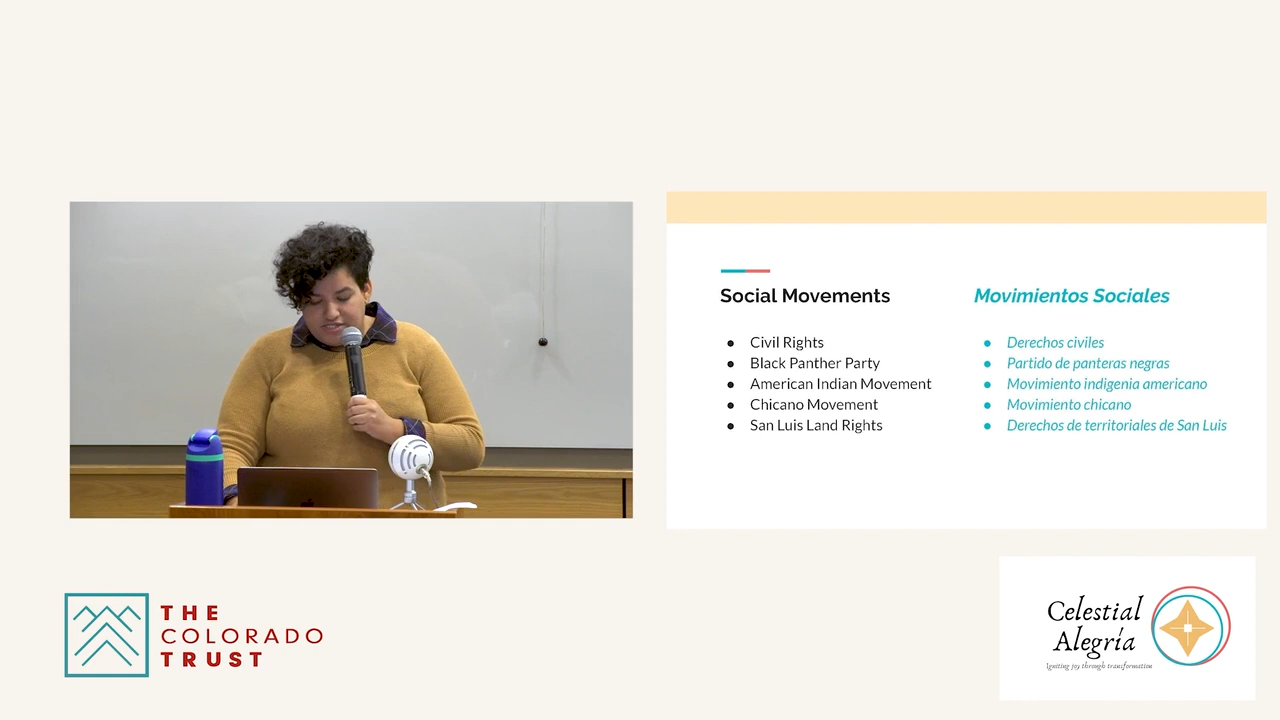 Social Movements
Civil Rights
Black Panther Party
American Indian Movement
Chicano Movement
San Luis Land Rights
Movimientos Sociales
Derechos civiles
Partido de panteras negras
Movimiento indigenia americano
Movimiento chicano
Derechos de territoriales de San Luis
THE
COLORADO
TRUST
Celestial
Alegría
Igniting joy through transformation